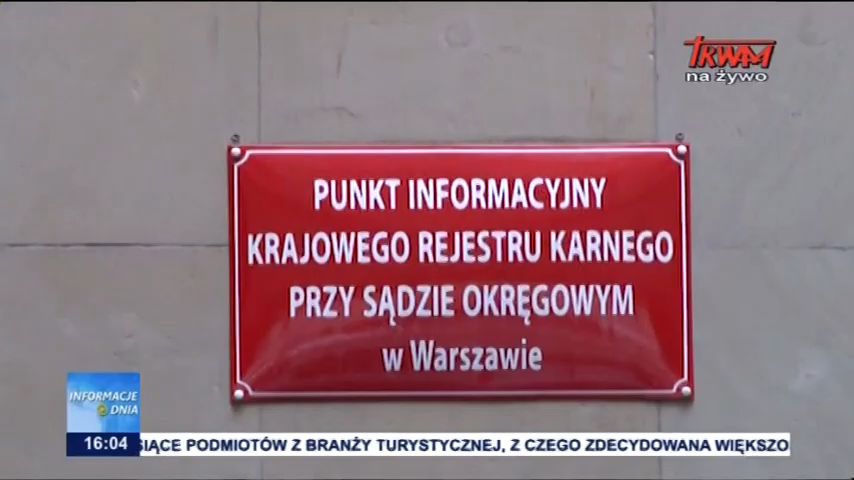 TRWAM
na żywo
PUNKT INFORMACYJNY
KRAJOWEGO REJESTRU KARNEGO
PRZY SĄDZIE OKRĘGOWYM
w Warszawie
INFORMACJE
DNIA
16:04
SIĄCE PODMIOTÓW Z BRANŻY TURYSTYCZNEJ, Z CZEGO ZDECYDOWANA WIĘKSZO